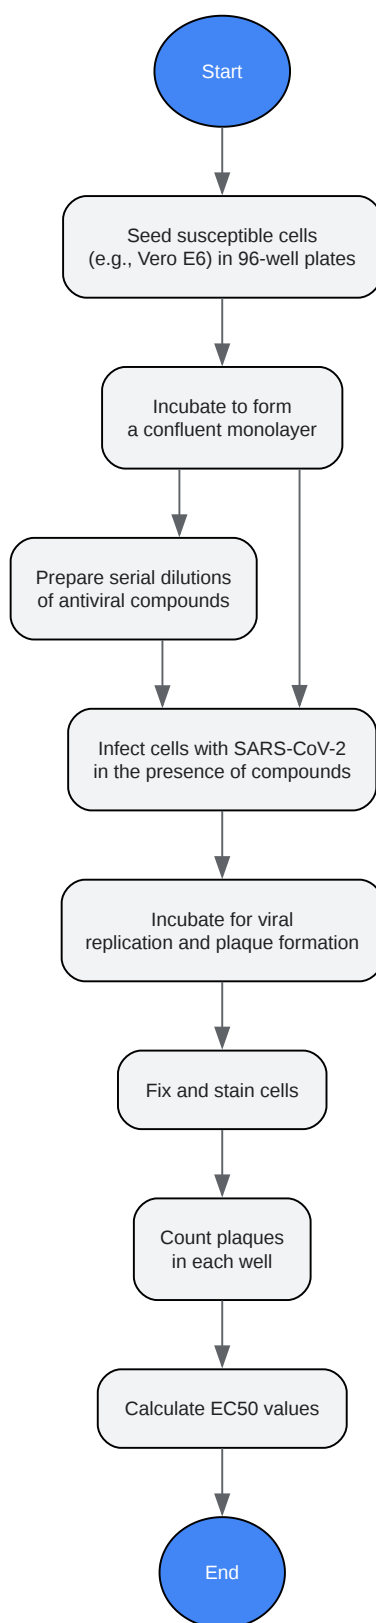 Start
Seed susceptible cells
(e.g., Vero E6) in 96-well plates
Incubate to form
a confluent monolayer
Prepare serial dilutions
of antiviral compounds
Infect cells with SARS-CoV-2
in the presence of compounds
Incubate for viral
replication and plaque formation
Fix and stain cells
Count plaques
in each well
Calculate EC50 values
End